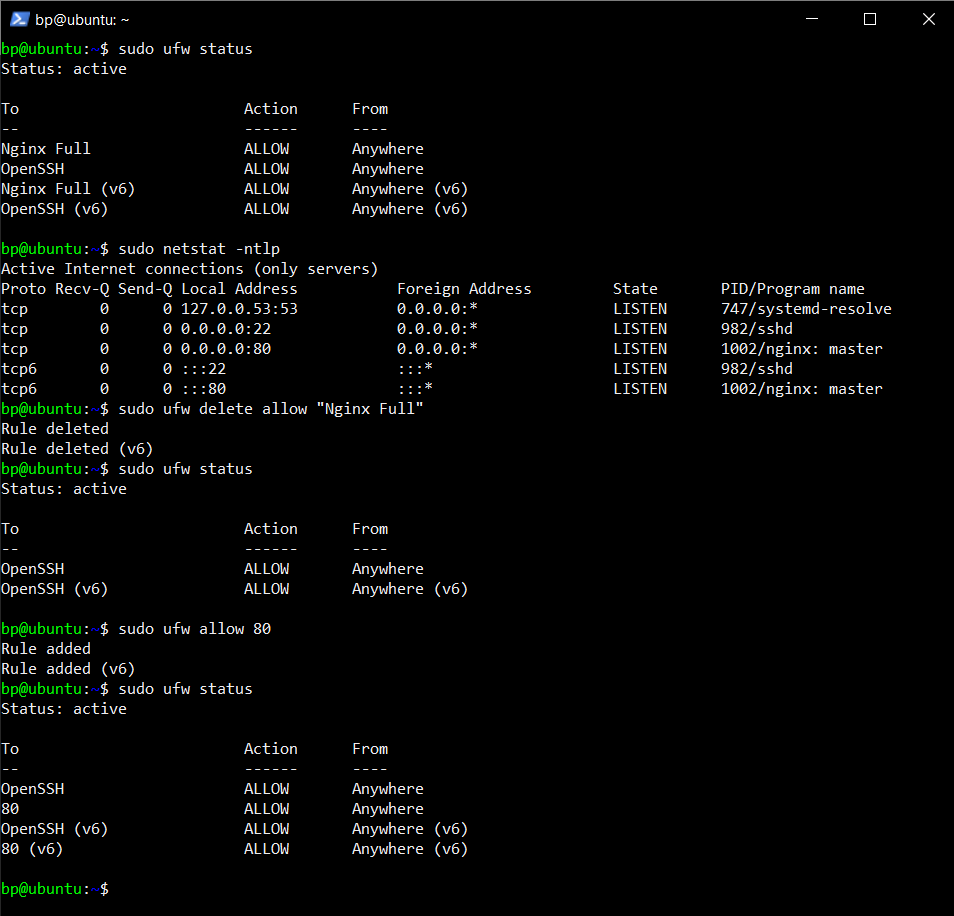 bp@ubuntu: ~
bp@ubuntu:~$ sudo ufw status
Status: active
To                         Action      From
--                         ------      ----
Nginx Full                 ALLOW       Anywhere
OpenSSH                    ALLOW       Anywhere
Nginx Full (v6)            ALLOW       Anywhere (v6)
OpenSSH (v6)               ALLOW       Anywhere (v6)
bp@ubuntu:~$ sudo netstat -ntlp
Active Internet connections (only servers)
Proto Recv-Q Send-Q Local Address           Foreign Address         State       PID/Program name
tcp        0      0 127.0.0.53:53           0.0.0.0:*               LISTEN      747/systemd-resolve
tcp        0      0 0.0.0.0:22              0.0.0.0:*               LISTEN      982/sshd
tcp        0      0 0.0.0.0:80              0.0.0.0:*               LISTEN      1002/nginx: master
tcp6       0      0 :::22                   :::*                    LISTEN      982/sshd
tcp6       0      0 :::80                   :::*                    LISTEN      1002/nginx: master
bp@ubuntu:~$ sudo ufw delete allow "Nginx Full"
Rule deleted
Rule deleted (v6)
bp@ubuntu:~$ sudo ufw status
Status: active
To                         Action      From
--                         ------      ----
OpenSSH                    ALLOW       Anywhere
OpenSSH (v6)               ALLOW       Anywhere (v6)
bp@ubuntu:~$ sudo ufw allow 80
Rule added
Rule added (v6)
bp@ubuntu:~$ sudo ufw status
Status: active
To                         Action      From
--                         ------      ----
OpenSSH                    ALLOW       Anywhere
80                         ALLOW       Anywhere
OpenSSH (v6)               ALLOW       Anywhere (v6)
80 (v6)                    ALLOW       Anywhere (v6)
bp@ubuntu:~$